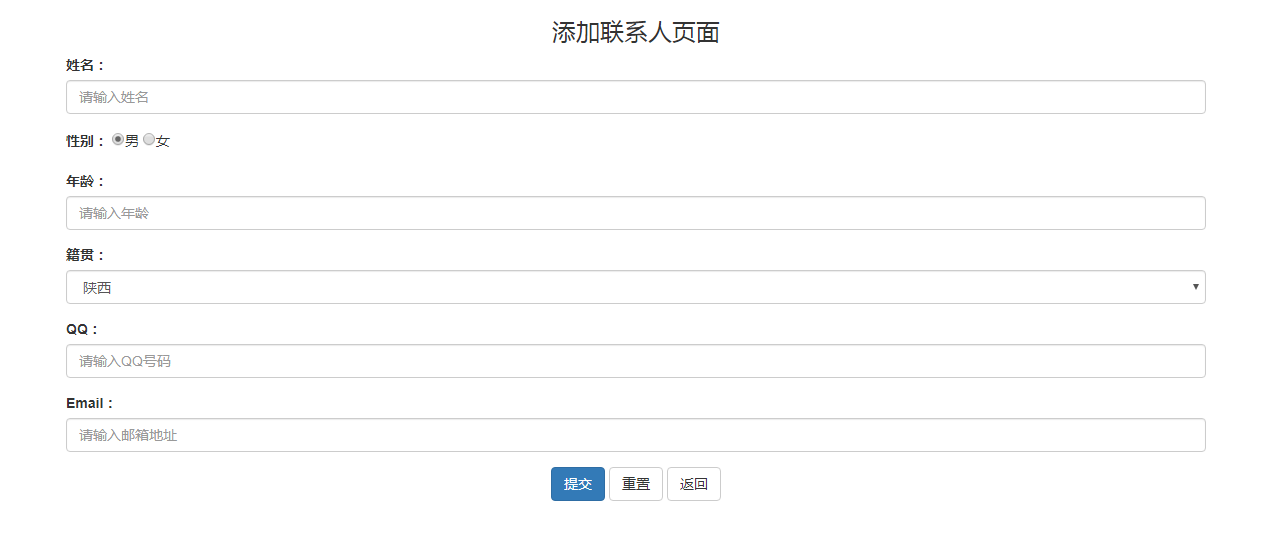 添加联系人页面
姓名：
请输入姓名
性别： 男 女
年龄：
请输入年龄
籍贯：
陕西
QQ：
请输入QQ号码
Email：
请输入邮箱地址
提交 重置 返回